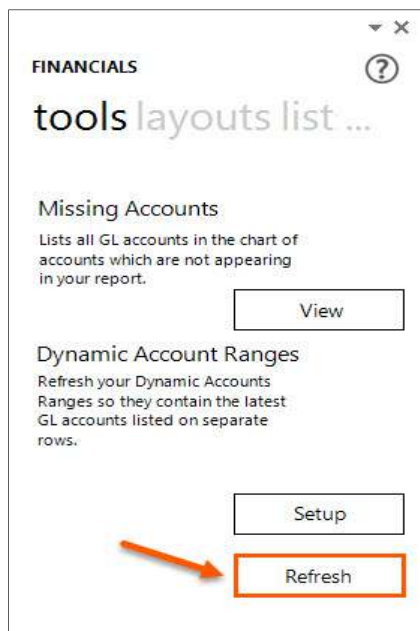 FINANCIALS
?
tools layouts list ...
Missing Accounts
Lists all GL accounts in the chart of
accounts which are not appearing
in your report.
View
Dynamic Account Ranges
Refresh your Dynamic Accounts
Ranges so they contain the latest
GL accounts listed on separate
rows.
Setup
Refresh